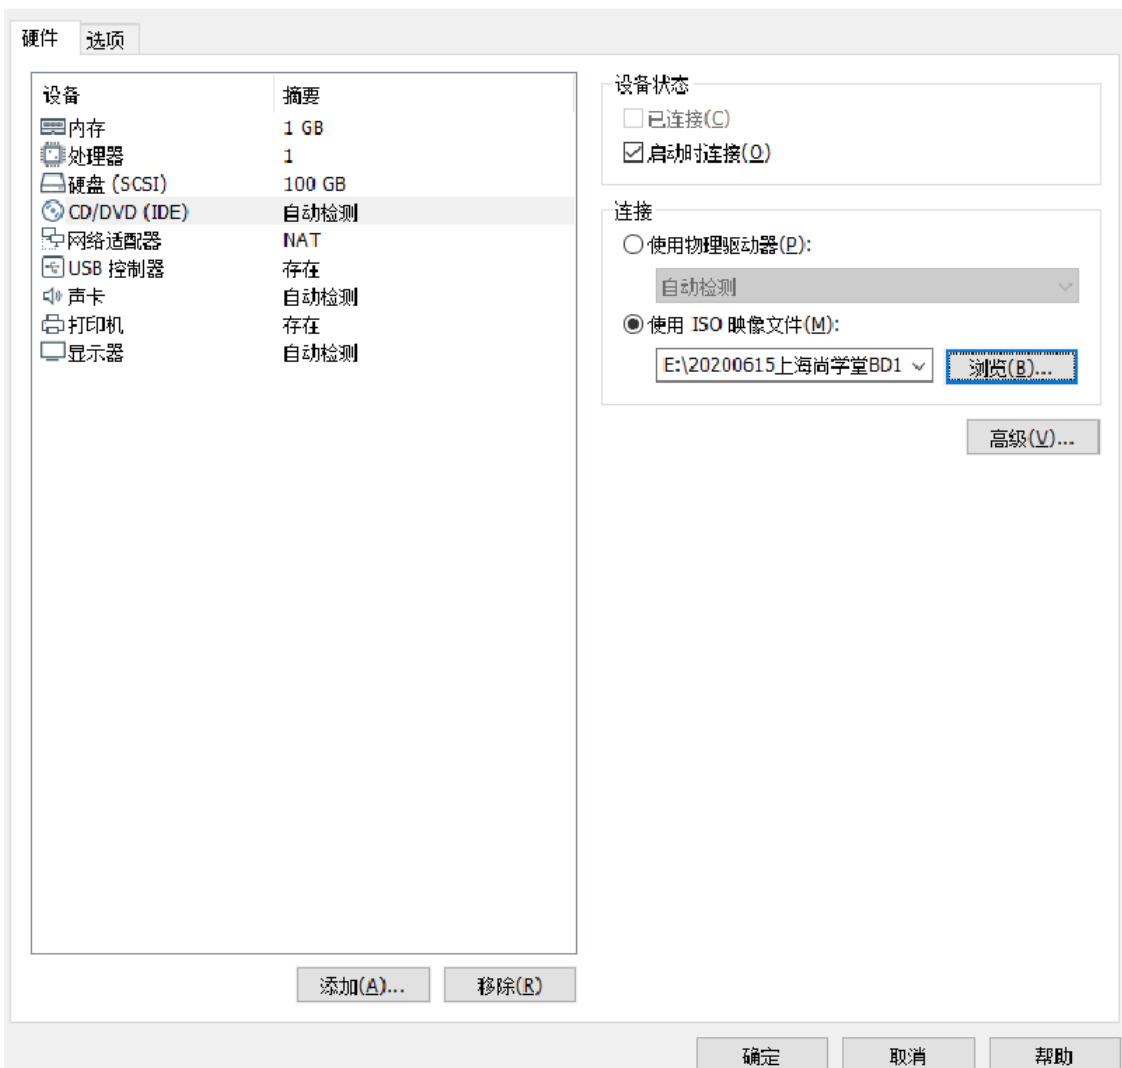 硬件 选项
设备 摘要
内存 1 GB
处理器 1
硬盘 (SCSI) 100 GB
CD/DVD (IDE) 自动检测
网络适配器 NAT
USB 控制器 存在
声卡 自动检测
打印机 存在
显示器 自动检测
添加(A)... 移除(R)
设备状态
已连接(C)
启动时连接(O)
连接
使用物理驱动器(P):
自动检测
使用 ISO 映像文件(M):
E:\20200615上海尚学堂BD1 浏览(B)...
高级(V)...
确定 取消 帮助